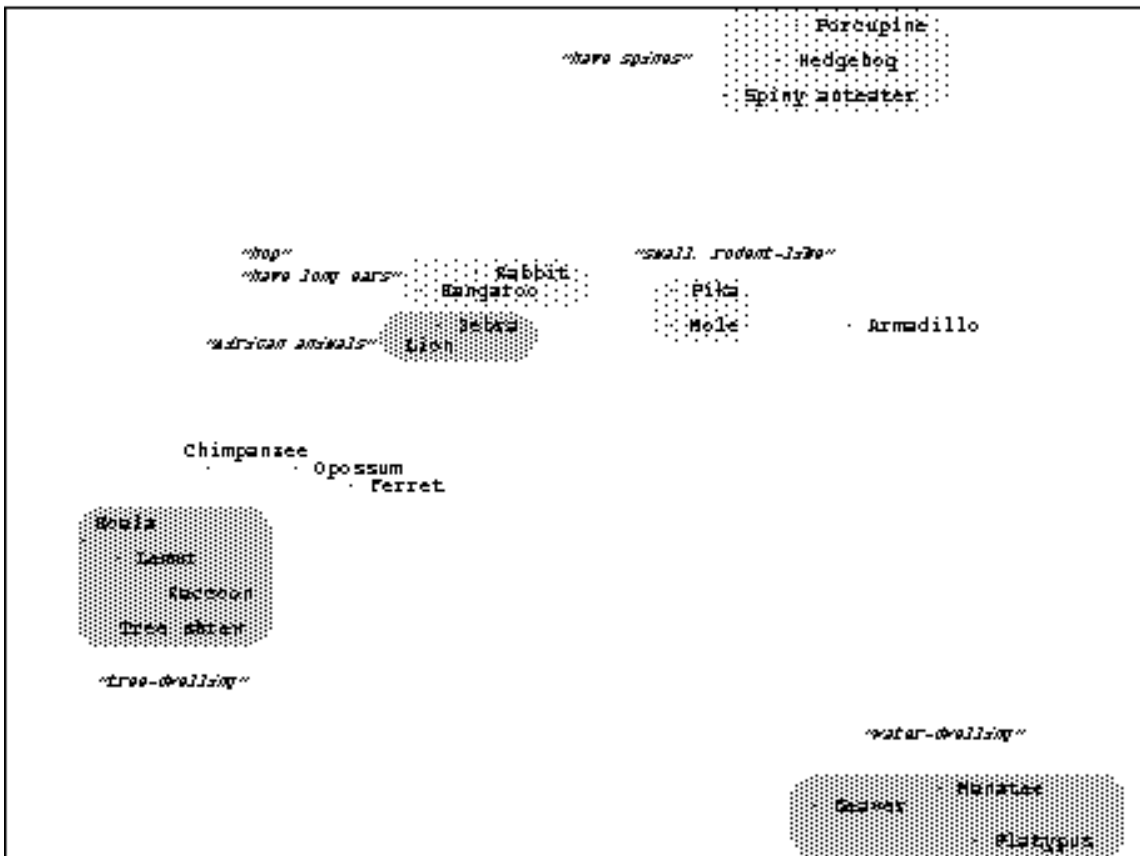 Porcupine
"have spines"
Hedgehog
Spiny anteater
"hop"
"small, rodent-like"
"have long ears"
Rabbit
Kangaroo
Pika
Zebra
Mole
Armadillo
"African animals"
Lion
Chimpanzee
Opossum
Ferret
Koala
Lemur
Raccoon
Tree shrew
"tree-dwelling"
"water-dwelling"
Manatee
Beaver
Platypus